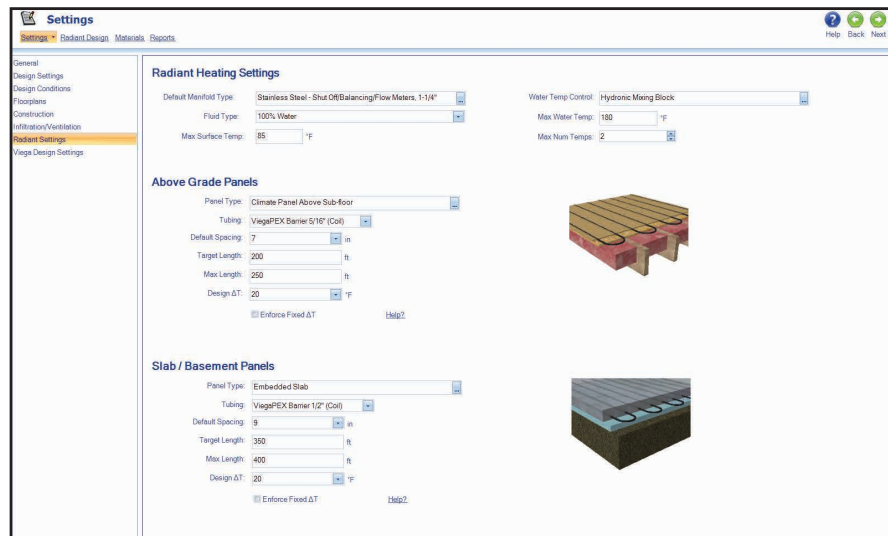 Settings
Settings Radiant Design Materials Reports
Help Back Next
General
Design Settings
Design Conditions
Floorplans
Construction
Infiltration/Ventilation
Radiant Settings
Viega Design Settings
Radiant Heating Settings
Default Manifold Type: Stainless Steel - Shut Off/Balancing/Flow Meters, 1-1/4" ...
Water Temp Control: Hydronic Mixing Block ...
Fluid Type: 100% Water
Max Water Temp: 180 °F
Max Surface Temp: 85 °F
Max Num Temps: 2
Above Grade Panels
Panel Type: Climate Panel Above Sub-floor ...
Tubing: ViegaPEX Barrier 5/16" (Coil)
Default Spacing: 7 in
Target Length: 200 ft
Max Length: 250 ft
Design ΔT: 20 °F
Enforce Fixed ΔT Help?
Slab / Basement Panels
Panel Type: Embedded Slab ...
Tubing: ViegaPEX Barrier 1/2" (Coil)
Default Spacing: 9 in
Target Length: 350 ft
Max Length: 400 ft
Design ΔT: 20 °F
Enforce Fixed ΔT Help?